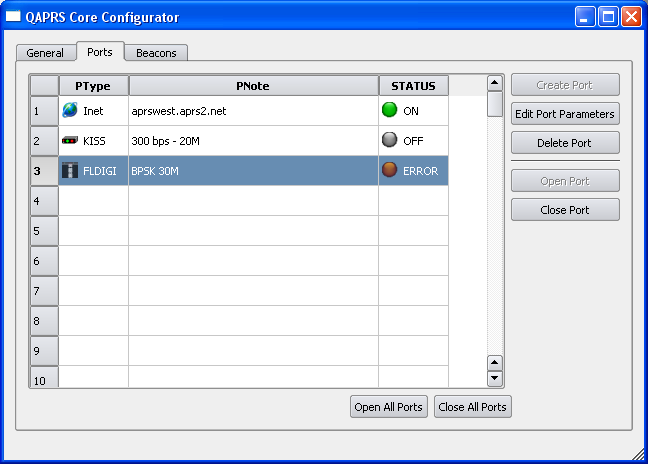 QAPRS Core Configurator
General Ports Beacons
PType PNote STATUS
1 Inet aprswest.aprs2.net ON
2 KISS 300 bps - 20M OFF
3 FLDIGI BPSK 30M ERROR
4
5
6
7
8
9
10
Create Port
Edit Port Parameters
Delete Port
Open Port
Close Port
Open All Ports Close All Ports